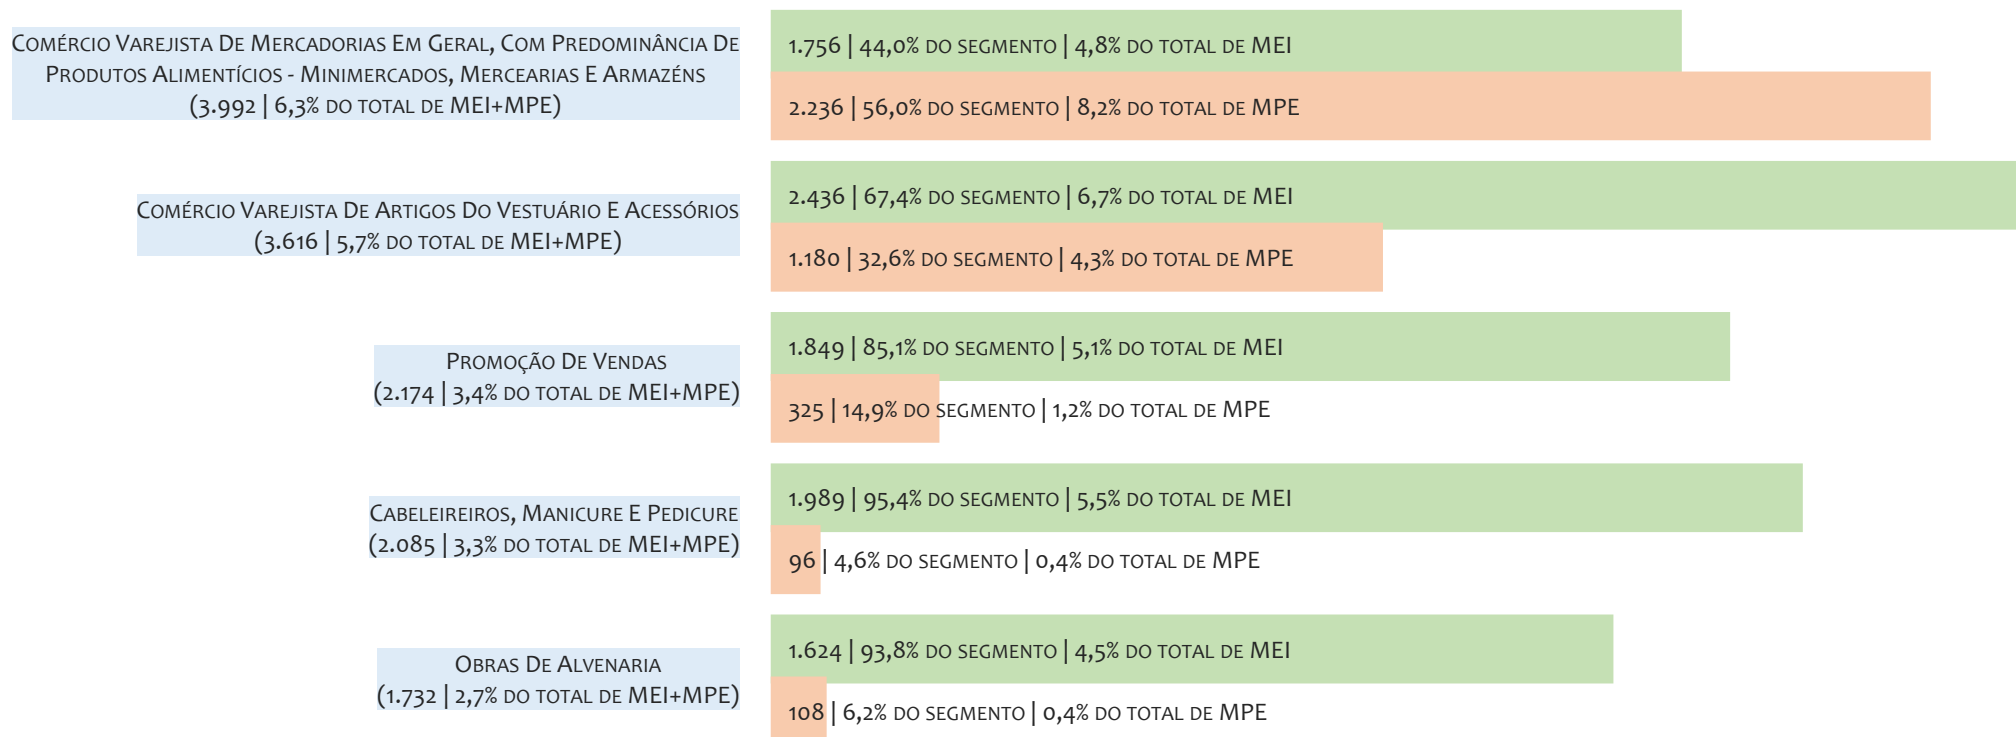 Comércio Varejista De Mercadorias Em Geral, Com Predominância De
Produtos Alimentícios - Minimercados, Mercearias E Armazéns
(3.992 | 6,3% do total de MEI+MPE)
1.756 | 44,0% do segmento | 4,8% do total de MEI
2.236 | 56,0% do segmento | 8,2% do total de MPE
Comércio Varejista De Artigos Do Vestuário E Acessórios
(3.616 | 5,7% do total de MEI+MPE)
2.436 | 67,4% do segmento | 6,7% do total de MEI
1.180 | 32,6% do segmento | 4,3% do total de MPE
Promoção De Vendas
(2.174 | 3,4% do total de MEI+MPE)
1.849 | 85,1% do segmento | 5,1% do total de MEI
325 | 14,9% do segmento | 1,2% do total de MPE
Cabeleireiros, Manicure E Pedicure
(2.085 | 3,3% do total de MEI+MPE)
1.989 | 95,4% do segmento | 5,5% do total de MEI
96 | 4,6% do segmento | 0,4% do total de MPE
Obras De Alvenaria
(1.732 | 2,7% do total de MEI+MPE)
1.624 | 93,8% do segmento | 4,5% do total de MEI
108 | 6,2% do segmento | 0,4% do total de MPE